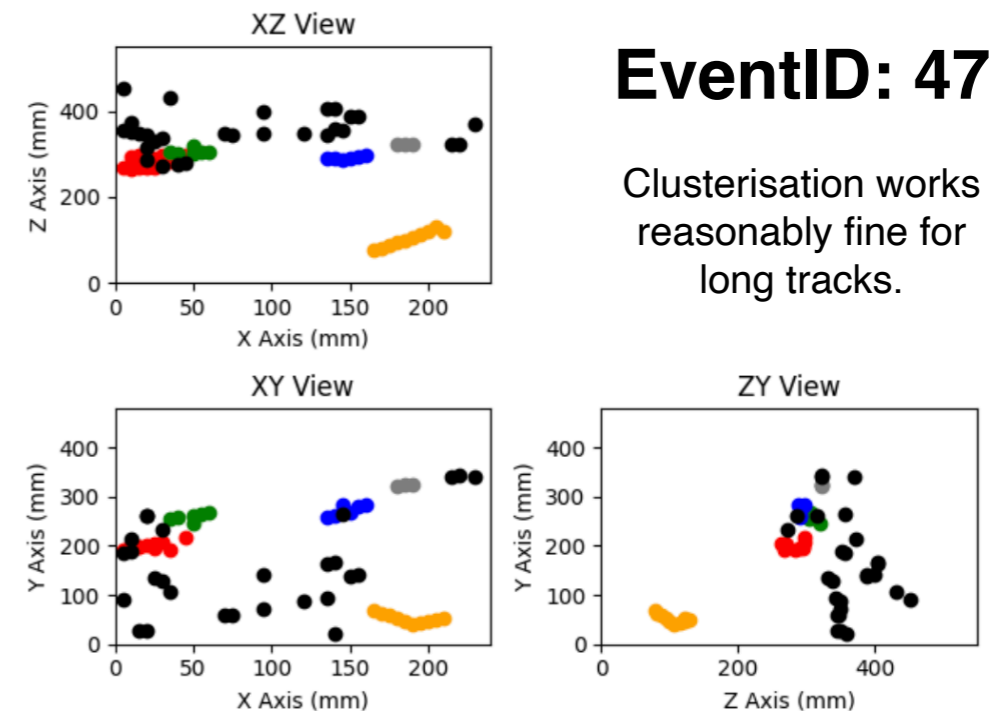 XZ View
400
200
0
Z Axis (mm)
0 50 100 150 200
X Axis (mm)
EventID: 47
Clusterisation works
reasonably fine for
long tracks.
XY View
400
300
200
100
0
Y Axis (mm)
0 50 100 150 200
X Axis (mm)
ZY View
400
300
200
100
0
Y Axis (mm)
0 200 400
Z Axis (mm)